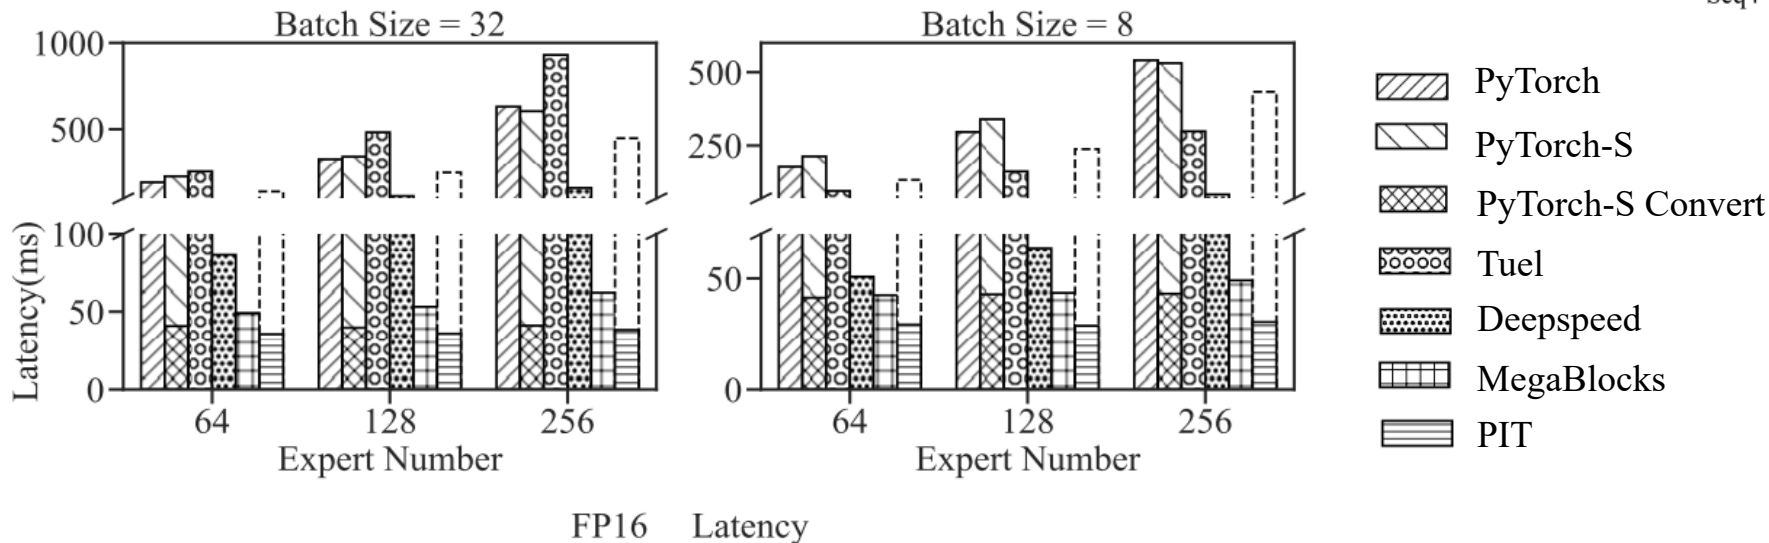 Batch Size = 32
1000
500
100
50
0
Latency(ms)
64
128
256
Expert Number
Batch Size = 8
500
250
50
0
64
128
256
Expert Number
PyTorch
PyTorch-S
PyTorch-S Convert
Tuel
Deepspeed
MegaBlocks
PIT
FP16 Latency